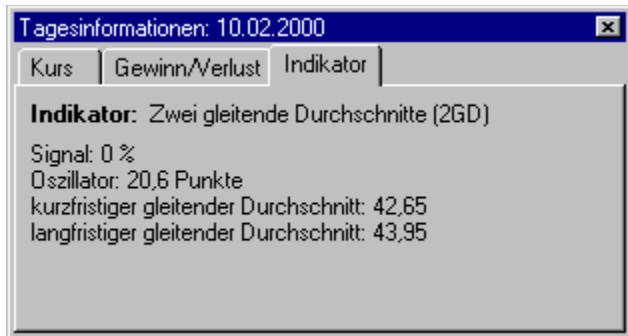 Tagesinformationen: 10.02.2000
Kurs Gewinn/Verlust Indikator
Indikator: Zwei gleitende Durchschnitte (2GD)
Signal: 0 %
Oszillator: 20,6 Punkte
kurzfristiger gleitender Durchschnitt: 42,65
langfristiger gleitender Durchschnitt: 43,95